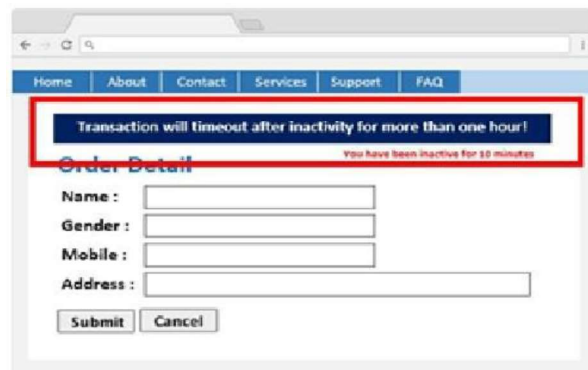 Home About Contact Services Support FAQ
Transaction will timeout after inactivity for more than one hour!
You have been inactive for 10 minutes
Order Detail
Name :
Gender :
Mobile :
Address :
Submit Cancel